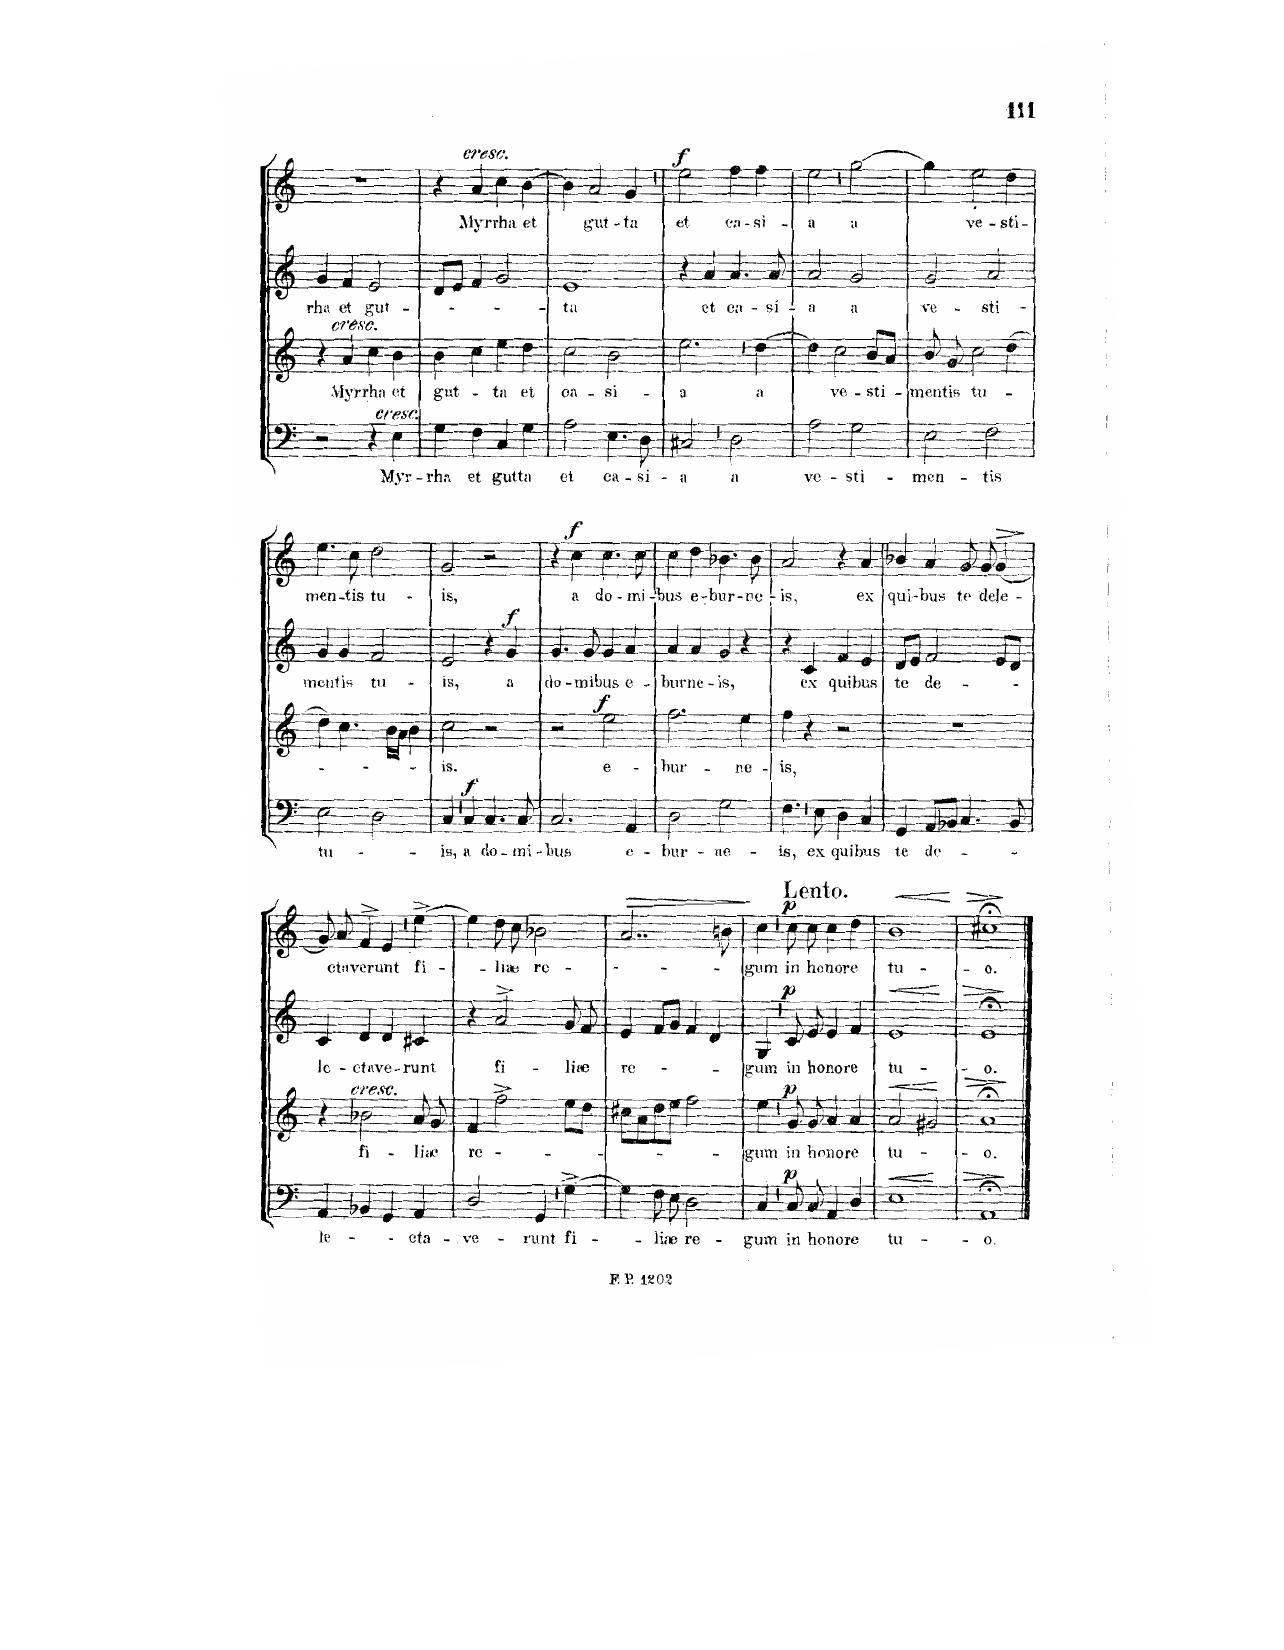 111
cresc. f
Myrrha et gut - ta et ca - si - a a ve - sti -
rha et gut - - - - ta et ca - si - a a ve - sti -
cresc.
Myrrha et gut - ta et ca - si - a a ve - sti - mentis tu -
cresc.
Myr - rha et gutta et ca - si - a a ve - sti - men - tis
f
men - tis tu - is, a do - mi - bus e - bur - ne - is, ex qui - bus te dele -
f
mentis tu - is, a do - mibus e - burne - is, ex quibus te de - -
f
- - - is. e - bur - ne - is,
f
tu - - is, a do - mi - bus e - bur - ne - is, ex quibus te de - -
Lento.
p
ctaverunt fi - - liæ re - - - - gum in honore tu - - o.
p
le - ctave - runt fi - liæ re - - - gum in honore tu - - o.
cresc. p
fi - liæ re - - - - - gum in honore tu - - o.
p
le - - cta - ve - runt fi - - liæ re - gum in honore tu - - o.
F. P. 1202